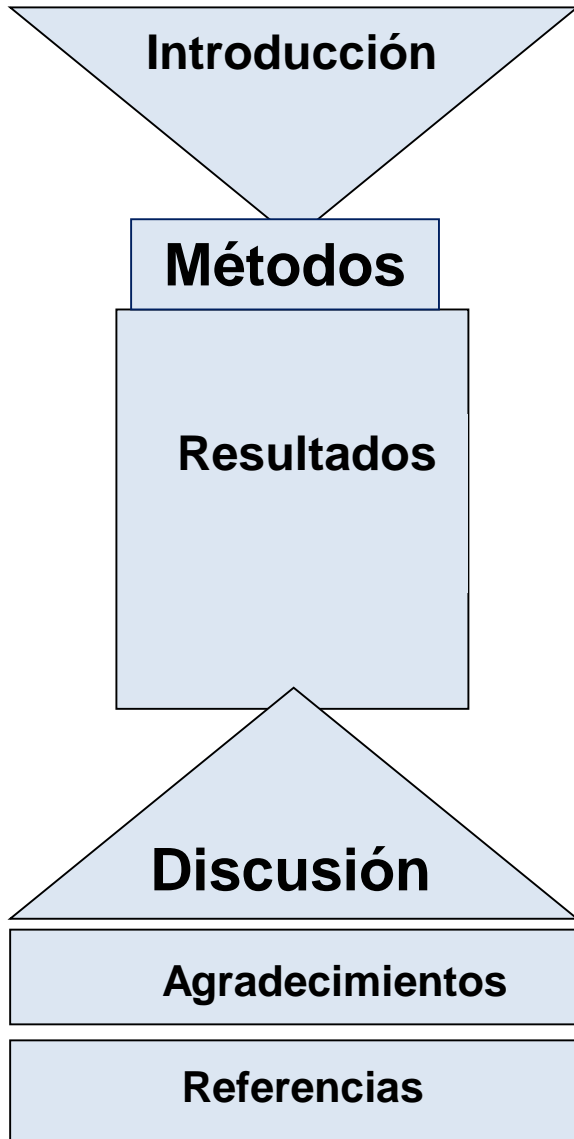 Introducción
Métodos
Resultados
Discusión
Agradecimientos
Referencias